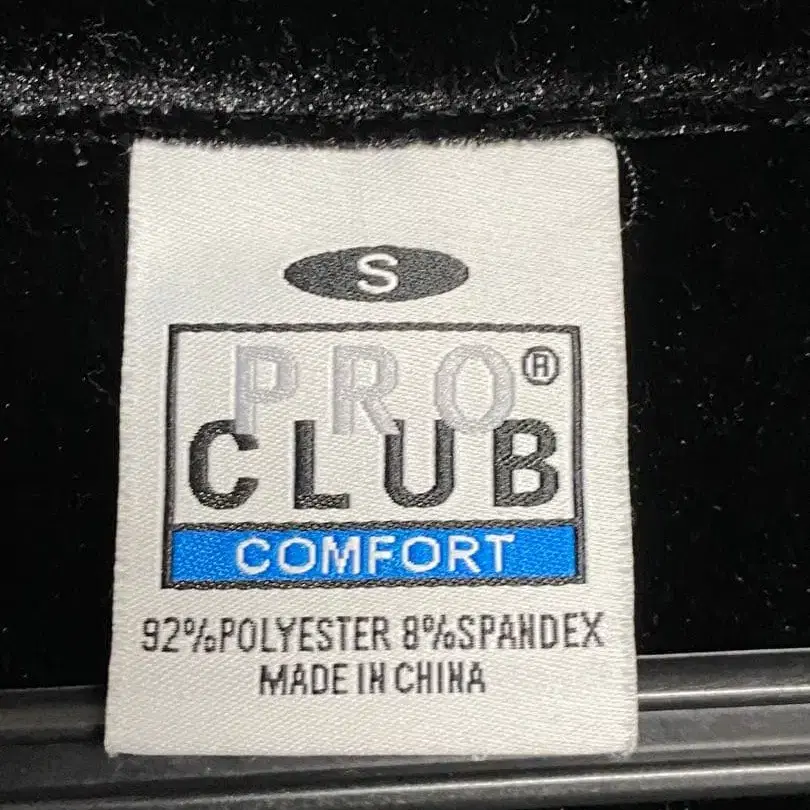 S
PRO®
CLUB
COMFORT
92%POLYESTER 8%SPANDEX
MADE IN CHINA